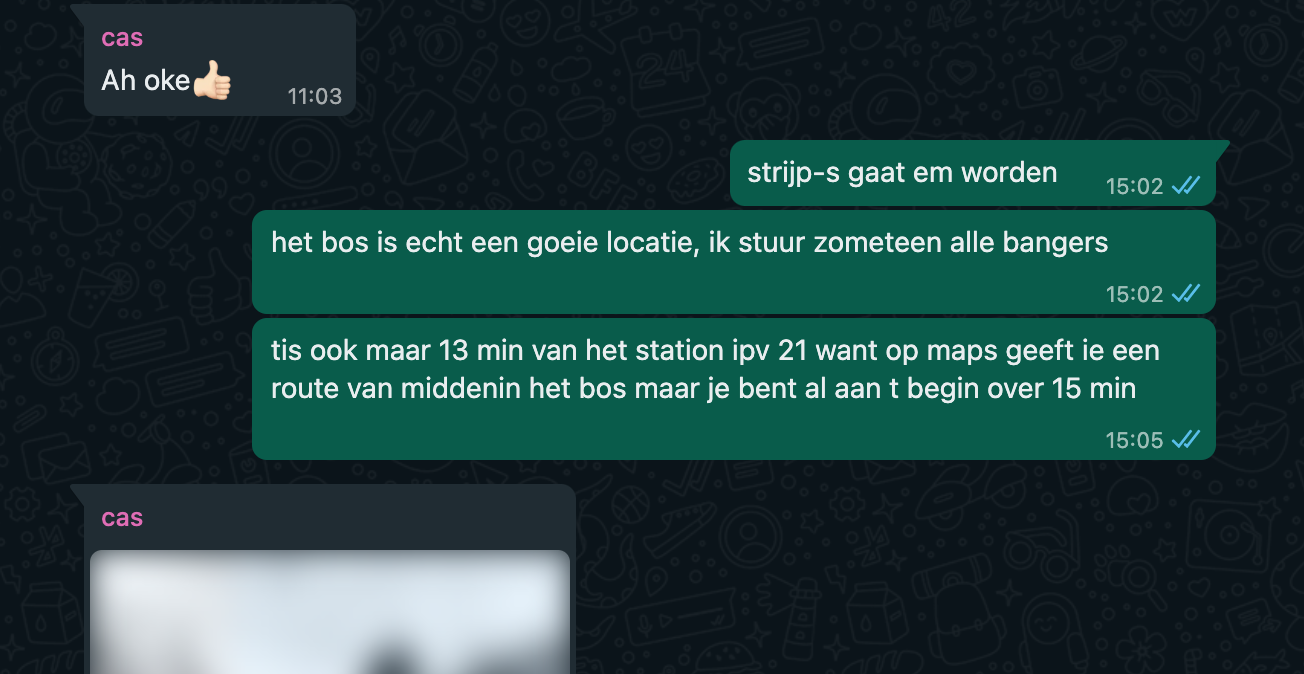 cas
Ah oke👍🏻
11:03
strijp-s gaat em worden
15:02
het bos is echt een goeie locatie, ik stuur zometeen alle bangers
15:02
tis ook maar 13 min van het station ipv 21 want op maps geeft ie een
route van middenin het bos maar je bent al aan t begin over 15 min
15:05
cas